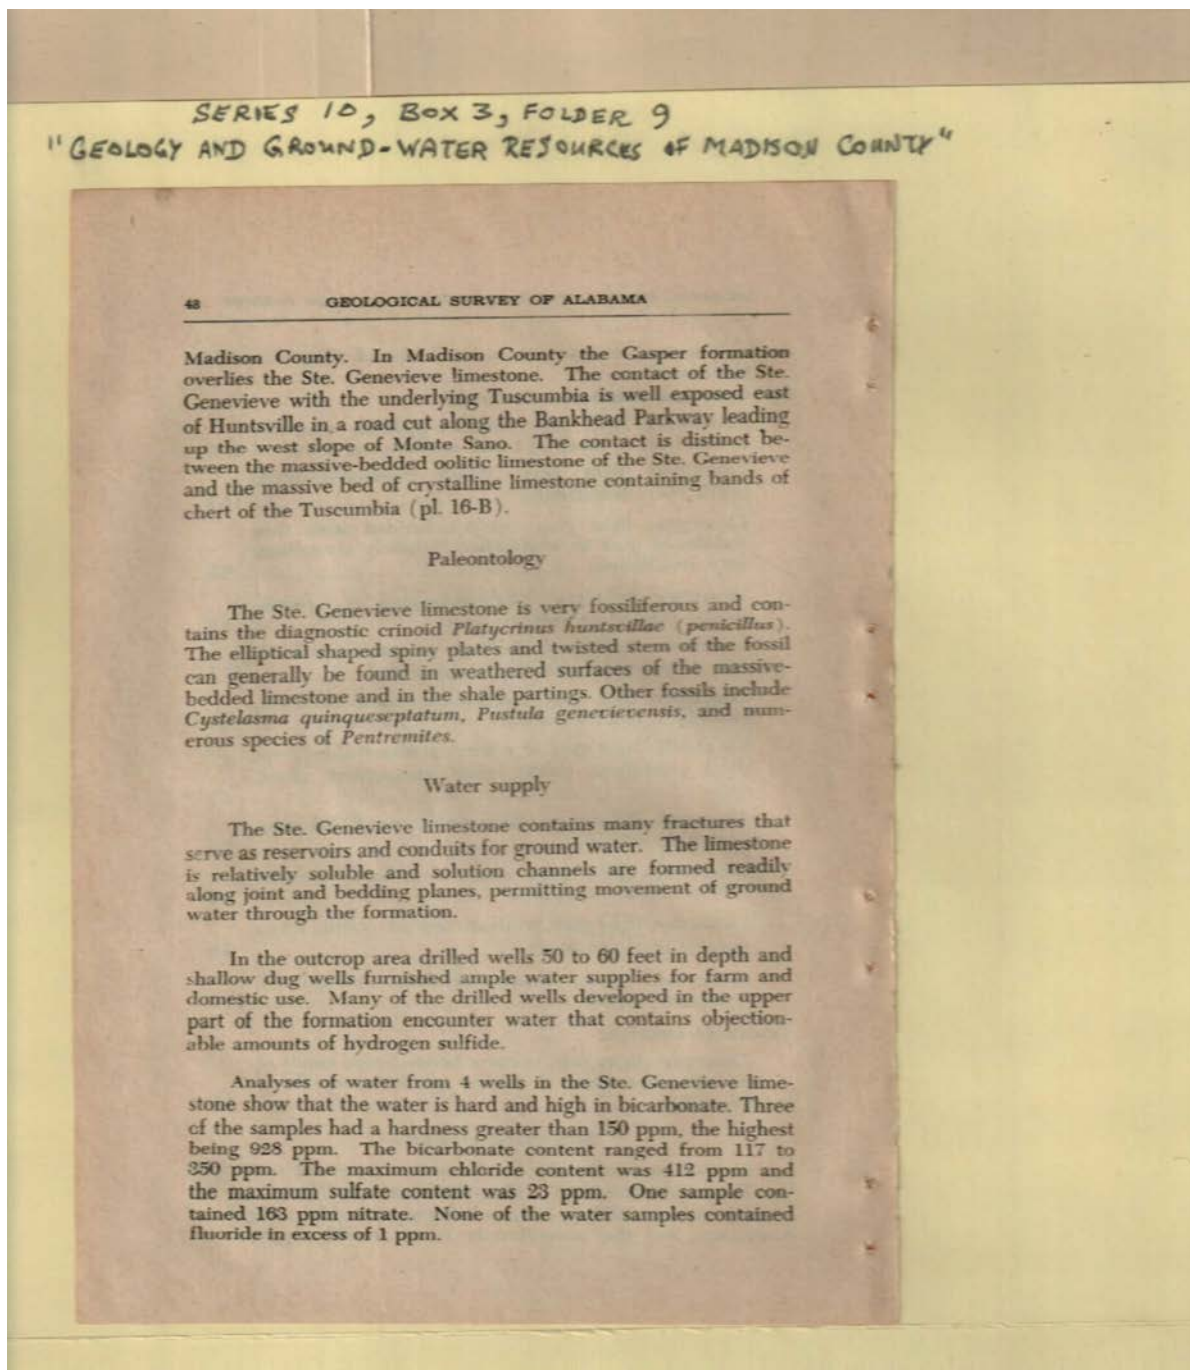 SERIES 10, BOX 3, FOLDER 9
"GEOLOGY AND GROUND-WATER RESOURCES OF MADISON COUNTY"
48 GEOLOGICAL SURVEY OF ALABAMA
Madison County. In Madison County the Gasper formation
overlies the Ste. Genevieve limestone. The contact of the Ste.
Genevieve with the underlying Tuscumbia is well exposed east
of Huntsville in a road cut along the Bankhead Parkway leading
up the west slope of Monte Sano. The contact is distinct be-
tween the massive-bedded oolitic limestone of the Ste. Genevieve
and the massive bed of crystalline limestone containing bands of
chert of the Tuscumbia (pl. 16-B).
Paleontology
The Ste. Genevieve limestone is very fossiliferous and con-
tains the diagnostic crinoid Platycrinus huntsvillae (penicillus).
The elliptical shaped spiny plates and twisted stem of the fossil
can generally be found in weathered surfaces of the massive-
bedded limestone and in the shale partings. Other fossils include
Cystelasma quinqueseptatum, Pustula genevievensis, and num-
erous species of Pentremites.
Water supply
The Ste. Genevieve limestone contains many fractures that
serve as reservoirs and conduits for ground water. The limestone
is relatively soluble and solution channels are formed readily
along joint and bedding planes, permitting movement of ground
water through the formation.
In the outcrop area drilled wells 50 to 60 feet in depth and
shallow dug wells furnished ample water supplies for farm and
domestic use. Many of the drilled wells developed in the upper
part of the formation encounter water that contains objection-
able amounts of hydrogen sulfide.
Analyses of water from 4 wells in the Ste. Genevieve lime-
stone show that the water is hard and high in bicarbonate. Three
of the samples had a hardness greater than 150 ppm, the highest
being 928 ppm. The bicarbonate content ranged from 117 to
350 ppm. The maximum chloride content was 412 ppm and
the maximum sulfate content was 23 ppm. One sample con-
tained 163 ppm nitrate. None of the water samples contained
fluoride in excess of 1 ppm.